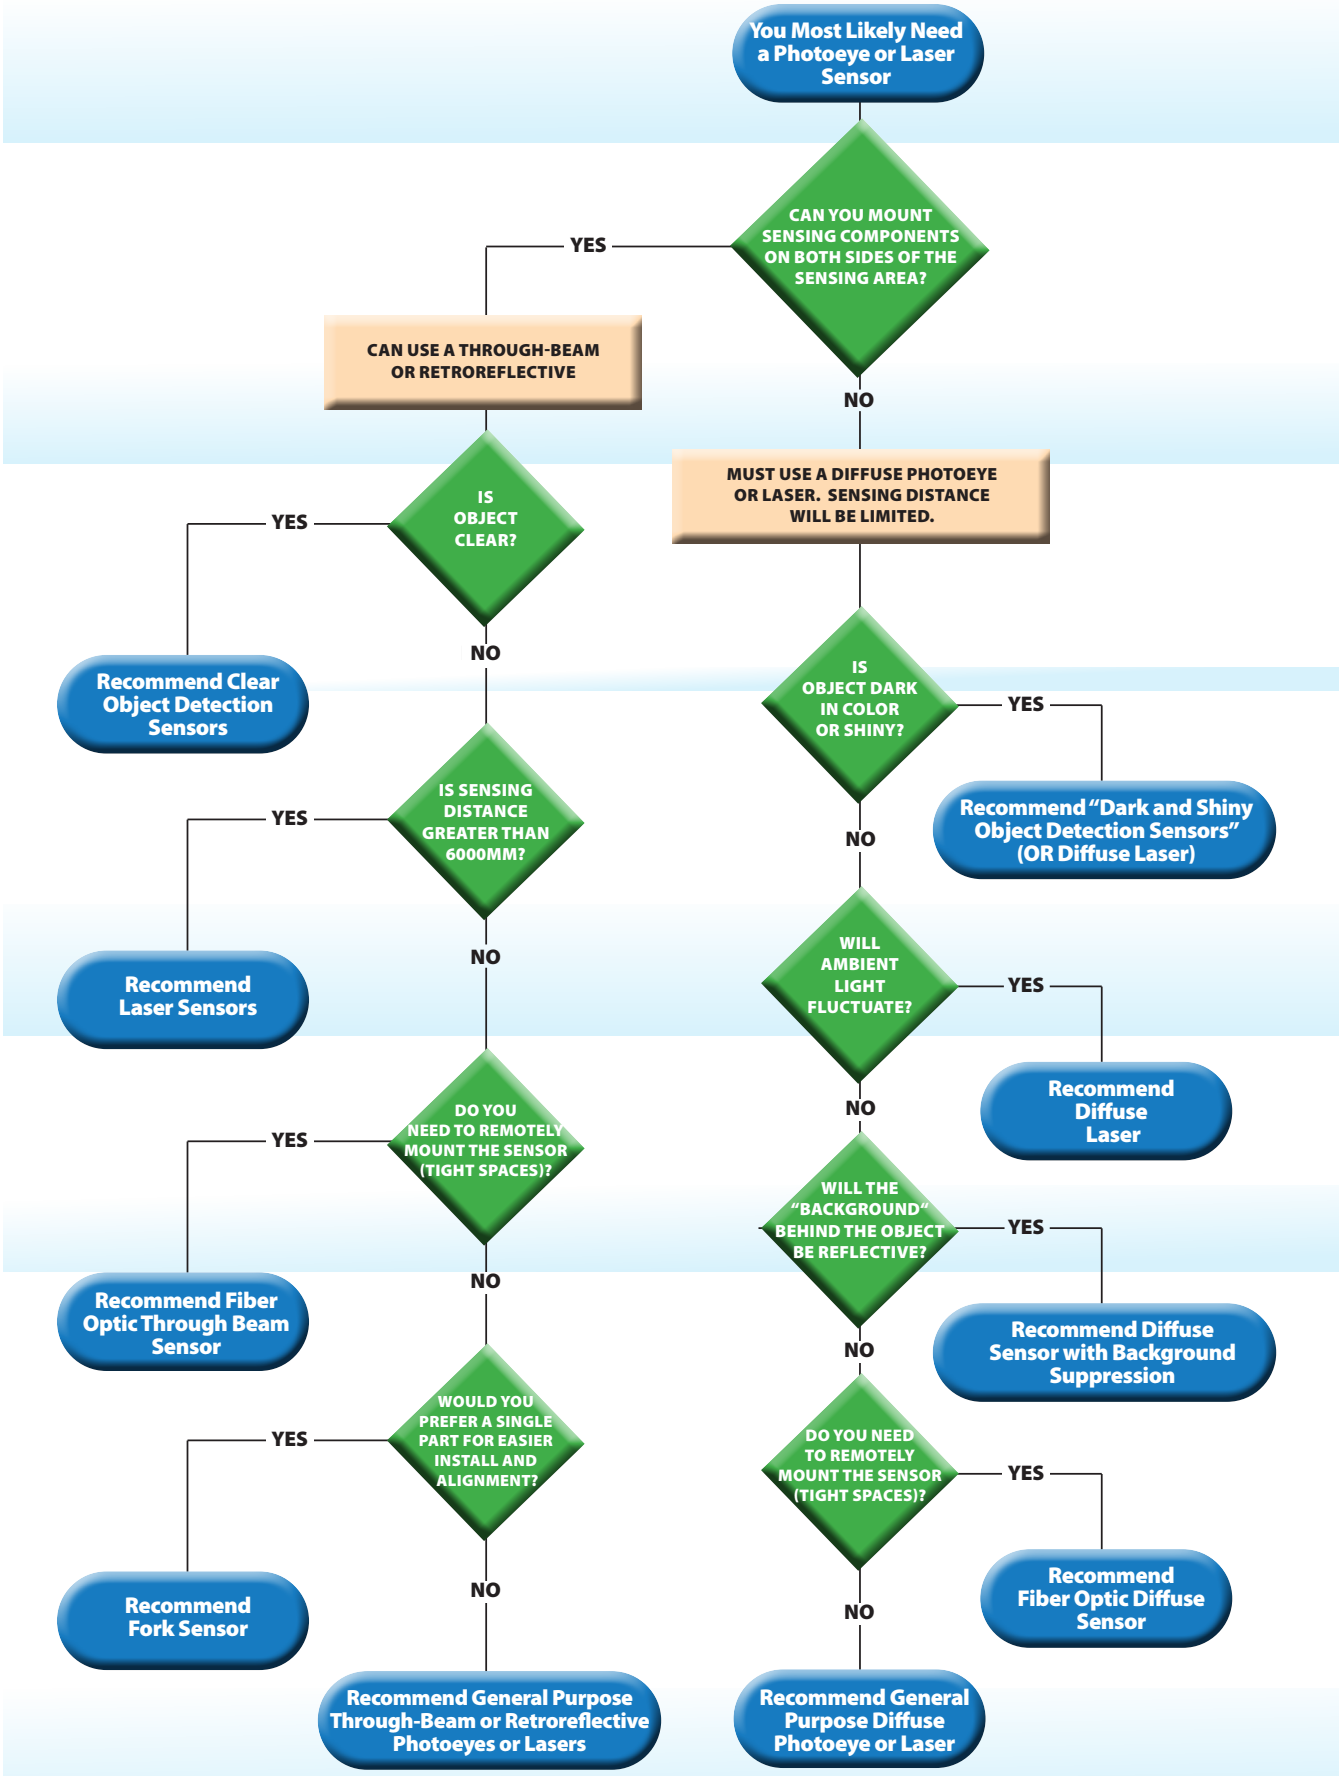 You Most Likely Need
a Photoeye or Laser
Sensor
CAN YOU MOUNT
SENSING COMPONENTS
ON BOTH SIDES OF THE
SENSING AREA?
YES
NO
CAN USE A THROUGH-BEAM
OR RETROREFLECTIVE
IS
OBJECT
CLEAR?
YES
NO
Recommend Clear
Object Detection
Sensors
IS SENSING
DISTANCE
GREATER THAN
6000MM?
YES
NO
Recommend
Laser Sensors
DO YOU
NEED TO REMOTELY
MOUNT THE SENSOR
(TIGHT SPACES)?
YES
NO
Recommend Fiber
Optic Through Beam
Sensor
WOULD YOU
PREFER A SINGLE
PART FOR EASIER
INSTALL AND
ALIGNMENT?
YES
NO
Recommend
Fork Sensor
Recommend General Purpose
Through-Beam or Retroreflective
Photoeyes or Lasers
MUST USE A DIFFUSE PHOTOEYE
OR LASER.  SENSING DISTANCE
WILL BE LIMITED.
IS
OBJECT DARK
IN COLOR
OR SHINY?
YES
NO
Recommend “Dark and Shiny
Object Detection Sensors”
(OR Diffuse Laser)
WILL
AMBIENT
LIGHT
FLUCTUATE?
YES
NO
Recommend
Diffuse
Laser
WILL THE
“BACKGROUND“
BEHIND THE OBJECT
BE REFLECTIVE?
YES
NO
Recommend Diffuse
Sensor with Background
Suppression
DO YOU NEED
TO REMOTELY
MOUNT THE SENSOR
(TIGHT SPACES)?
YES
NO
Recommend
Fiber Optic Diffuse
Sensor
Recommend General
Purpose Diffuse
Photoeye or Laser